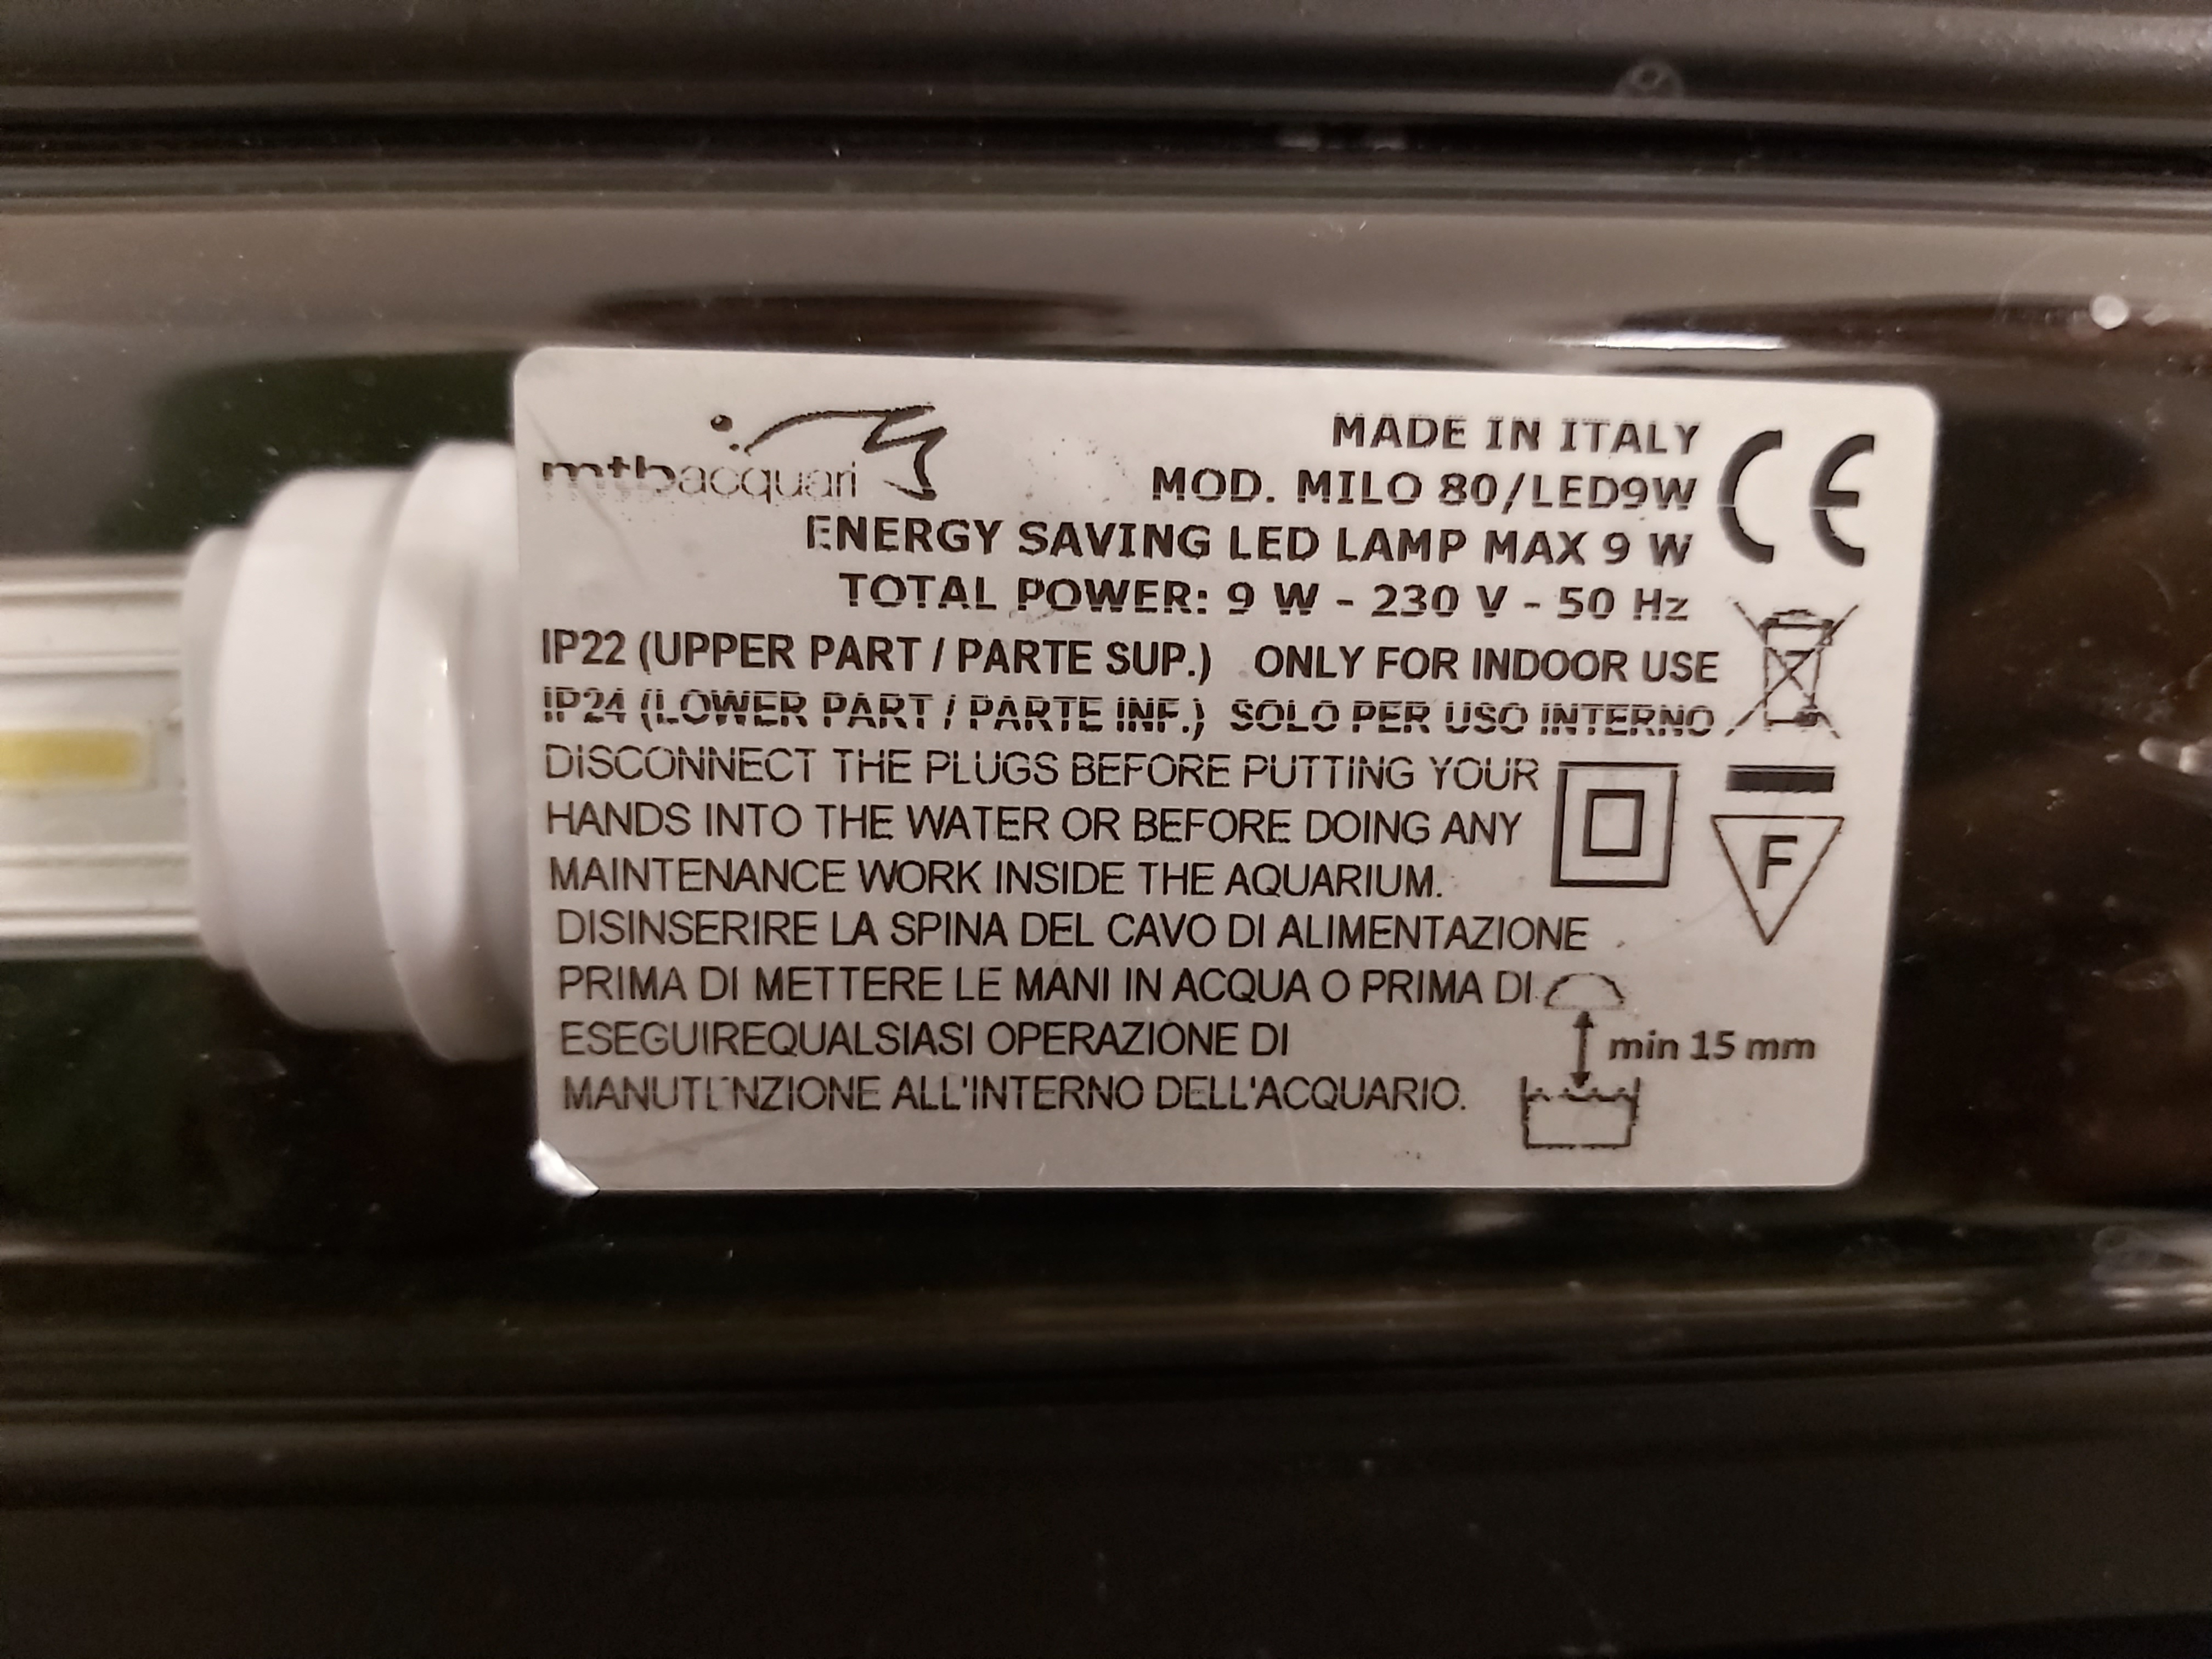 mtbacquari
MADE IN ITALY
MOD. MILO 80/LED9W
CE
ENERGY SAVING LED LAMP MAX 9 W
TOTAL POWER: 9 W - 230 V - 50 Hz
IP22 (UPPER PART / PARTE SUP.) ONLY FOR INDOOR USE
IP24 (LOWER PART / PARTE INF.) SOLO PER USO INTERNO
DISCONNECT THE PLUGS BEFORE PUTTING YOUR
HANDS INTO THE WATER OR BEFORE DOING ANY
MAINTENANCE WORK INSIDE THE AQUARIUM.
F
DISINSERIRE LA SPINA DEL CAVO DI ALIMENTAZIONE
PRIMA DI METTERE LE MANI IN ACQUA O PRIMA DI
ESEGUIREQUALSIASI OPERAZIONE DI
MANUTENZIONE ALL'INTERNO DELL'ACQUARIO.
min 15 mm